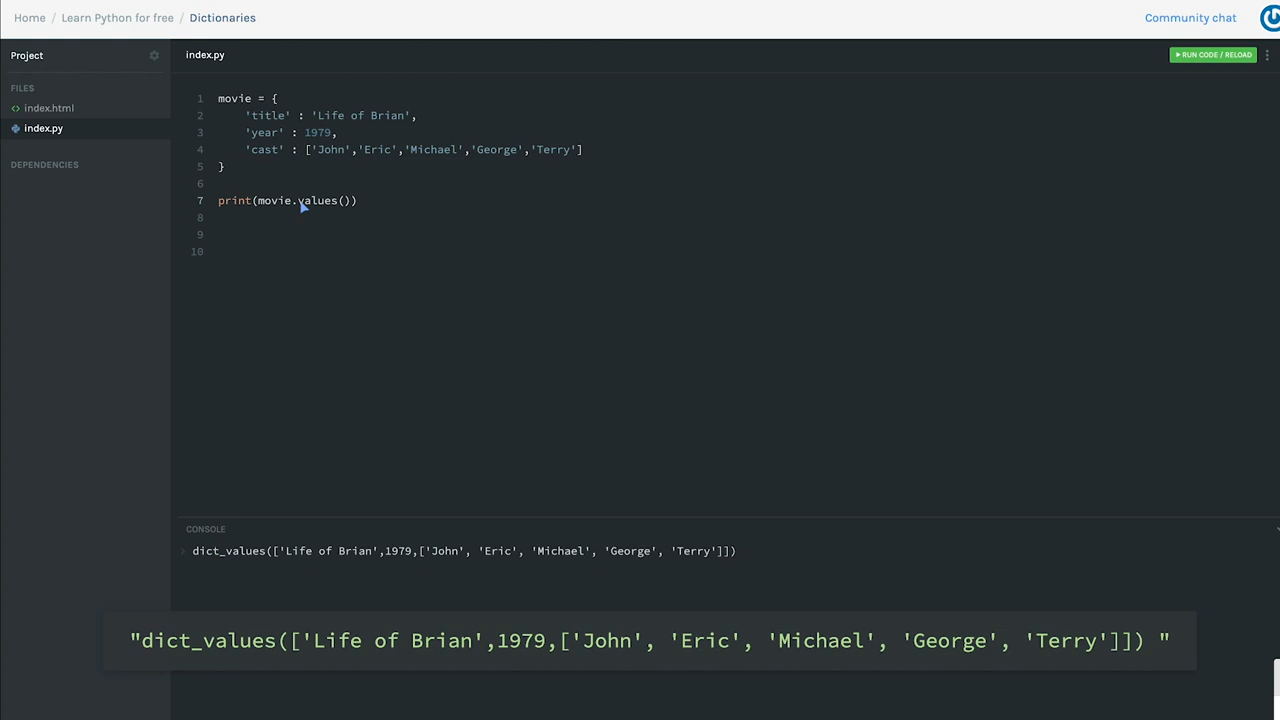 Home / Learn Python for free / Dictionaries
Community chat
Project
index.py
RUN CODE / RELOAD
FILES
index.html
index.py
DEPENDENCIES
1 movie = {
2 'title' : 'Life of Brian',
3 'year' : 1979,
4 'cast' : ['John','Eric','Michael','George','Terry']
5 }
6
7 print(movie.values())
8
9
10
CONSOLE
dict_values(['Life of Brian',1979,['John', 'Eric', 'Michael', 'George', 'Terry']])
"dict_values(['Life of Brian',1979,['John', 'Eric', 'Michael', 'George', 'Terry']]) "